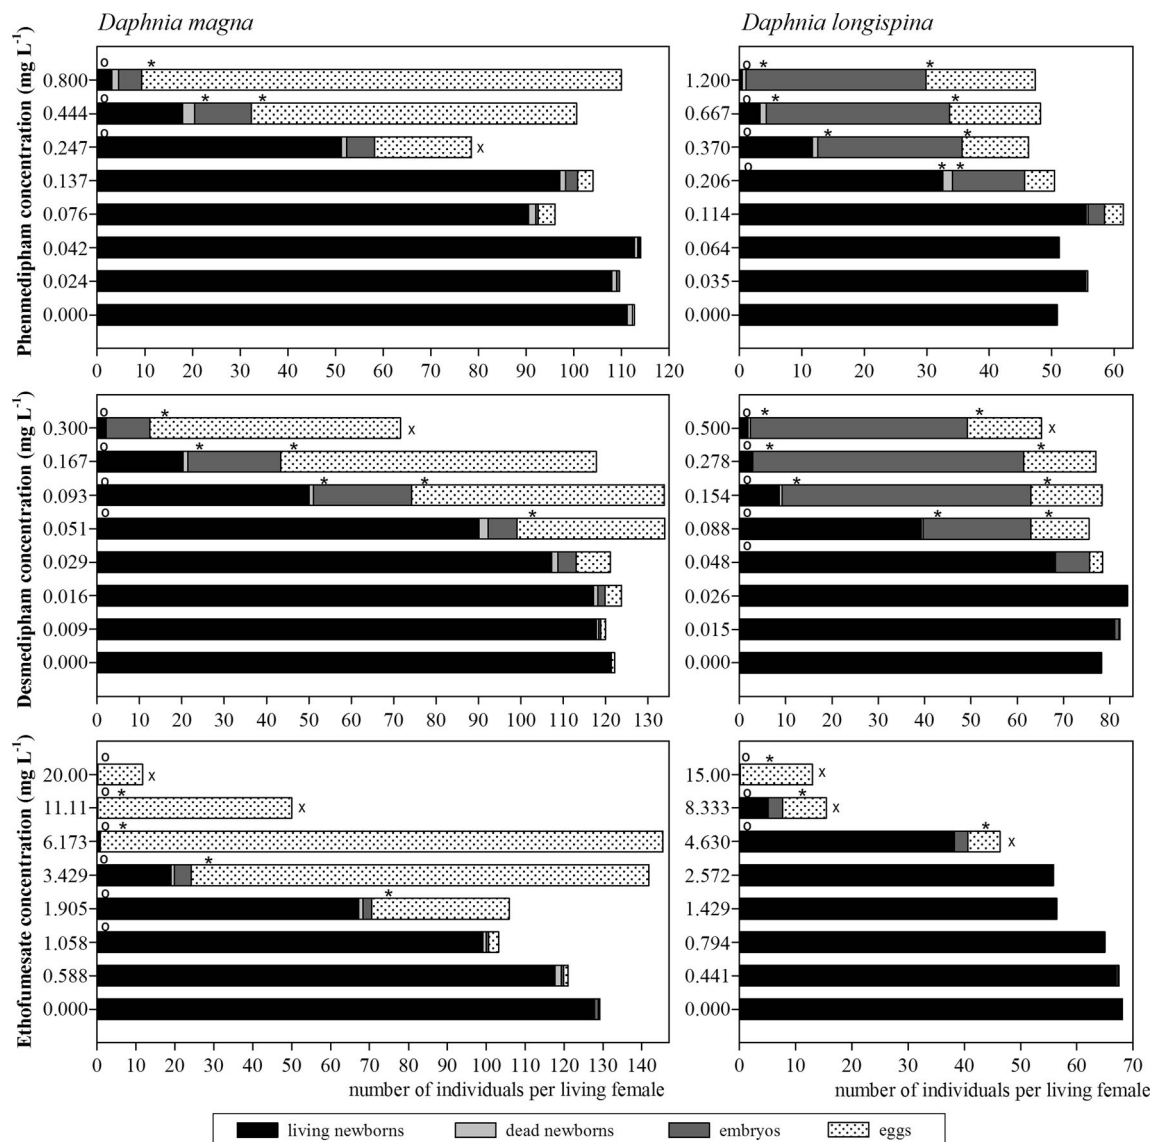 Daphnia magna
Daphnia longispina
Phenmedipham concentration (mg L-1)
0.800
0.444
0.247
0.137
0.076
0.042
0.024
0.000
o
*
o
*
*
o
x
0 10 20 30 40 50 60 70 80 90 100 110 120
1.200
0.667
0.370
0.206
0.114
0.064
0.035
0.000
o
*
*
o
*
*
o
*
*
o
*
*
0 10 20 30 40 50 60
Desmedipham concentration (mg L-1)
0.300
0.167
0.093
0.051
0.029
0.016
0.009
0.000
o
*
x
o
*
*
o
*
*
o
*
0 10 20 30 40 50 60 70 80 90 100 110 120 130
0.500
0.278
0.154
0.088
0.048
0.026
0.015
0.000
o
*
*
x
o
*
*
o
*
*
o
*
*
o
0 10 20 30 40 50 60 70 80
Ethofumesate concentration (mg L-1)
20.00
11.11
6.173
3.429
1.905
1.058
0.588
0.000
o
x
o
*
x
o
*
o
*
o
*
o
0 10 20 30 40 50 60 70 80 90 100 110 120 130 140
number of individuals per living female
15.00
8.333
4.630
2.572
1.429
0.794
0.441
0.000
o
*
x
o
*
x
o
*
x
0 10 20 30 40 50 60 70
number of individuals per living female
living newborns
dead newborns
embryos
eggs